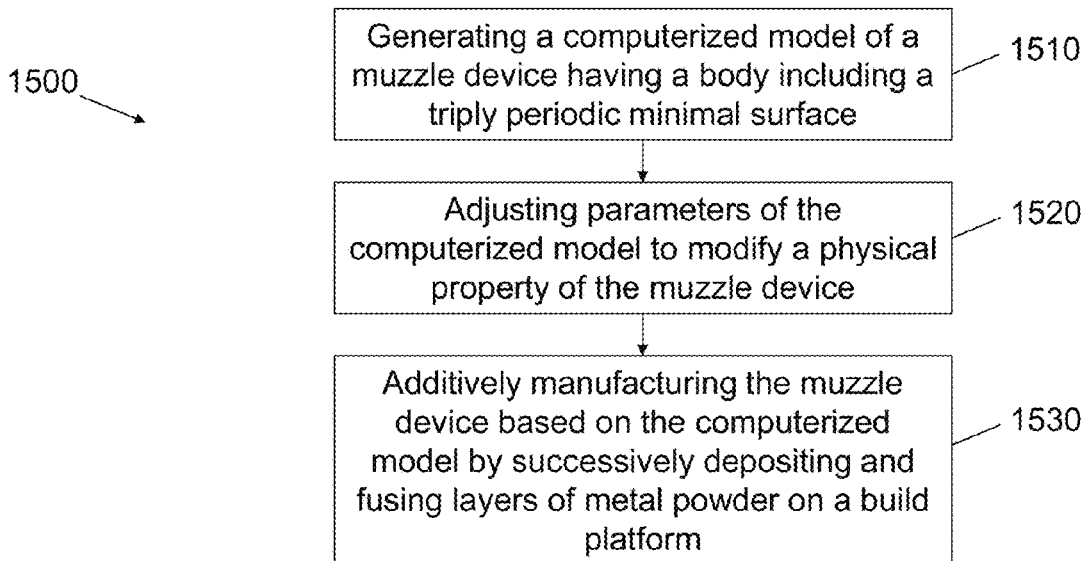 1500
Generating a computerized model of a
muzzle device having a body including a
triply periodic minimal surface
1510
Adjusting parameters of the
computerized model to modify a physical
property of the muzzle device
1520
Additively manufacturing the muzzle
device based on the computerized
model by successively depositing and
fusing layers of metal powder on a build
platform
1530